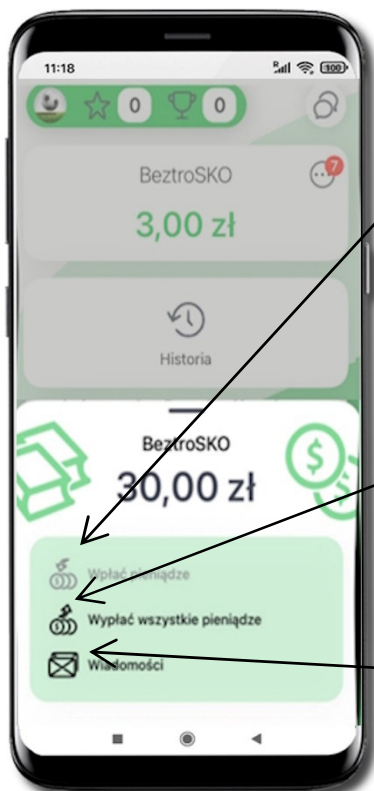 11:18
R 100
0 0
BeztroSKO
7
3,00 zł
Historia
BeztroSKO
30,00 zł
Wpłać pieniądze
Wypłać wszystkie pieniądze
Wiadomości